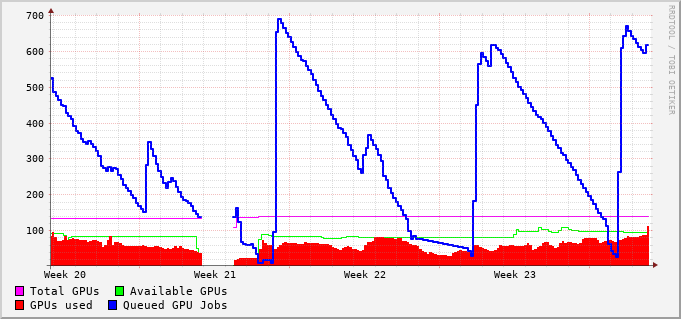 700
600
500
400
300
200
100
Week 20 Week 21 Week 22 Week 23
Total GPUs Available GPUs
GPUs used Queued GPU Jobs
RRDTOOL / TOBI OETIKER